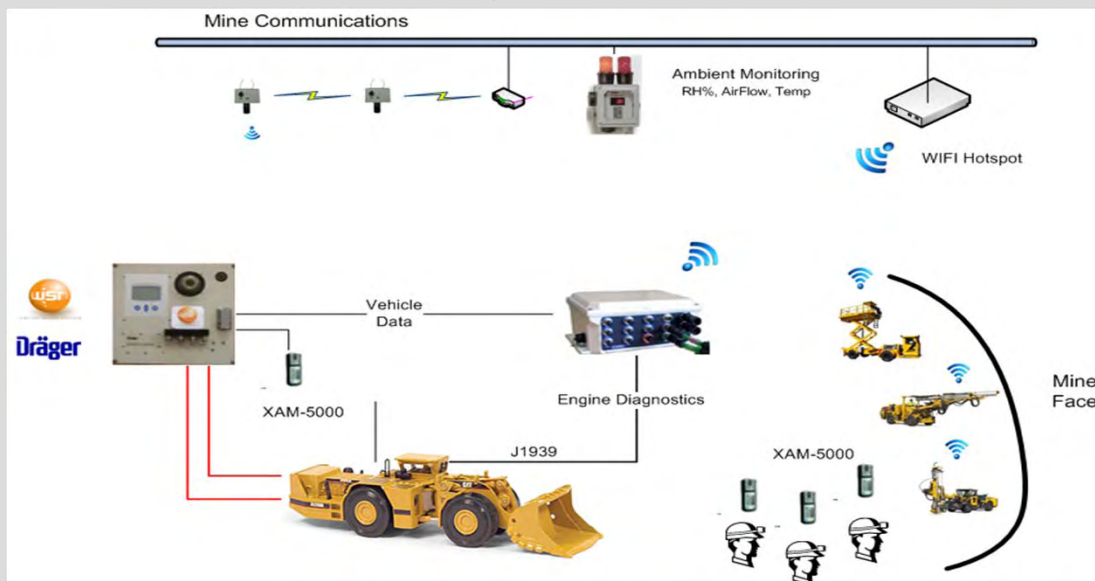 Mine Communications
Ambient Monitoring
RH%, AirFlow, Temp
WIFI Hotspot
wsn
Dräger
Vehicle
Data
XAM-5000
Engine Diagnostics
J1939
XAM-5000
Mine
Face